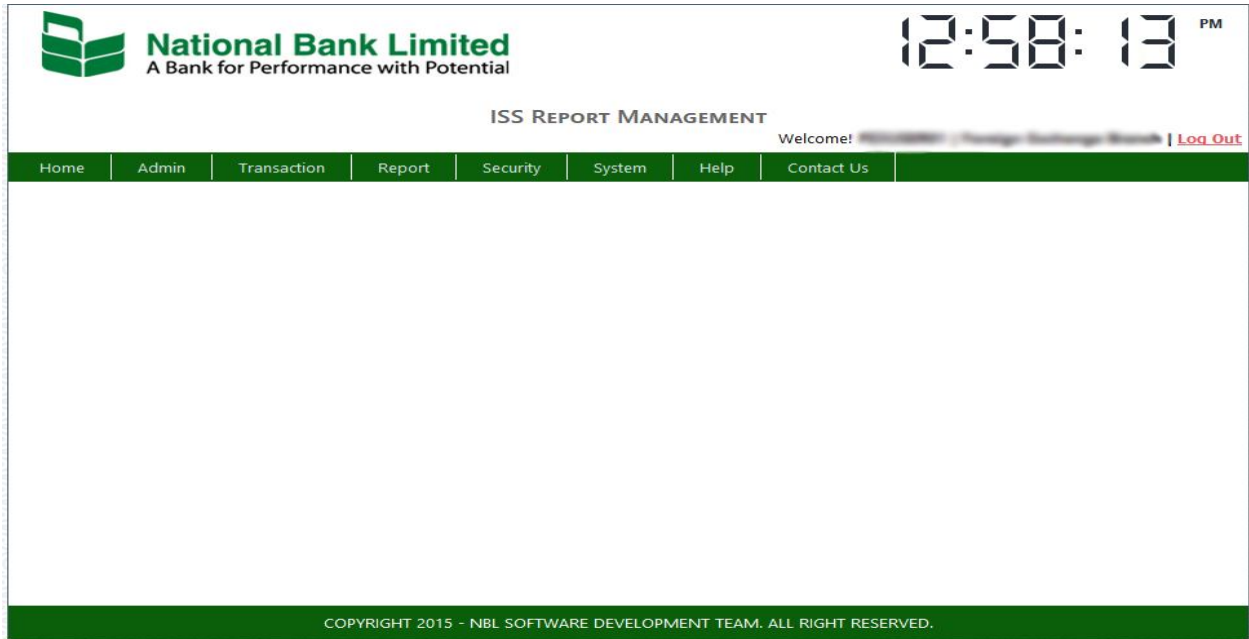 National Bank Limited
A Bank for Performance with Potential
12:58:13 PM
ISS REPORT MANAGEMENT
Welcome! | Log Out
Home Admin Transaction Report Security System Help Contact Us
COPYRIGHT 2015 - NBL SOFTWARE DEVELOPMENT TEAM. ALL RIGHT RESERVED.